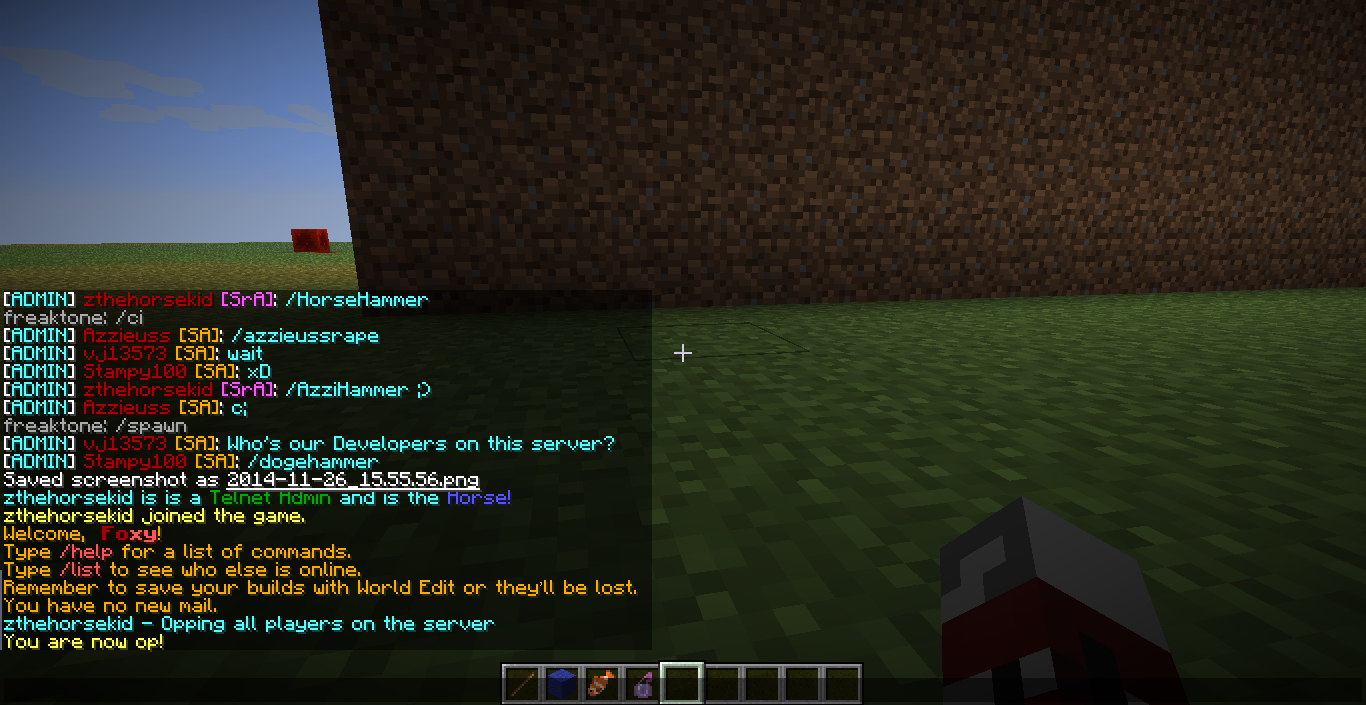 [ADMIN] zthehorsekid [SrA]: /HorseHammer
freaktone: /ci
[ADMIN] Azzieuss [SA]: /azzieussrape
[ADMIN] vj13573 [SA]: wait
[ADMIN] Stampy100 [SA]: xD
[ADMIN] zthehorsekid [SrA]: /AzziHammer ;)
[ADMIN] Azzieuss [SA]: c;
freaktone: /spawn
[ADMIN] vj13573 [SA]: Who's our Developers on this server?
[ADMIN] Stampy100 [SA]: /dogehammer
Saved screenshot as 2014-11-26_15.55.56.png
zthehorsekid is is a Telnet Admin and is the Horse!
zthehorsekid joined the game.
Welcome, Foxy!
Type /help for a list of commands.
Type /list to see who else is online.
Remember to save your builds with World Edit or they'll be lost.
You have no new mail.
zthehorsekid - Opping all players on the server
You are now op!